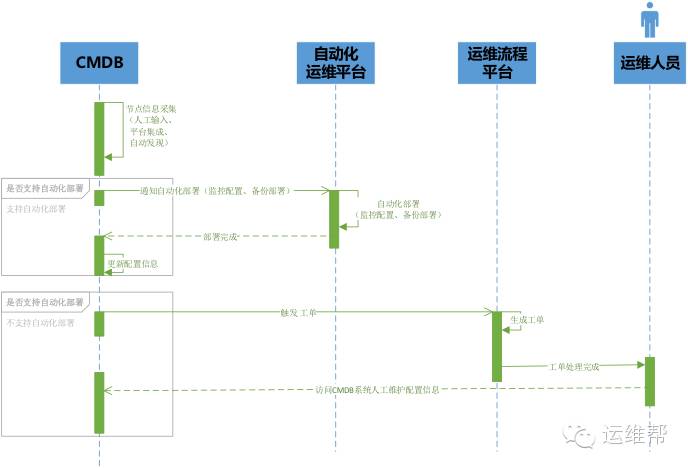 CMDB
自动化
运维平台
运维流程
平台
运维人员
节点信息采集
（人工输入、
平台集成、
自动发现）
是否支持自动化部署
支持自动化部署
通知自动化部署（监控配置、备份部署）
自动化部署
（监控配置、备份部署）
部署完成
更新配置信息
是否支持自动化部署
不支持自动化部署
触发 工单
生成工单
工单处理完成
访问CMDB系统人工维护配置信息
运维帮